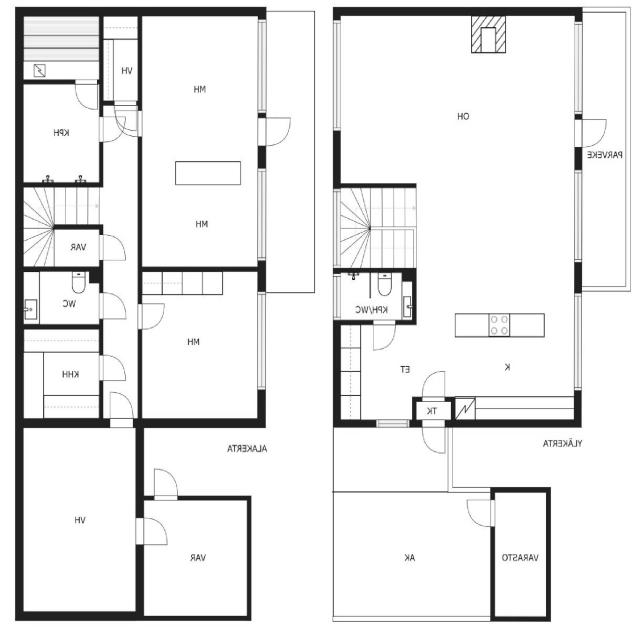 VH
MH
KPH
MH
VAR
WC
MH
KHH
ALAKERTA
VH
VAR
OH
PARVEKE
KPH/WC
ET
K
TK
YLÄKERTA
AK
VARASTO